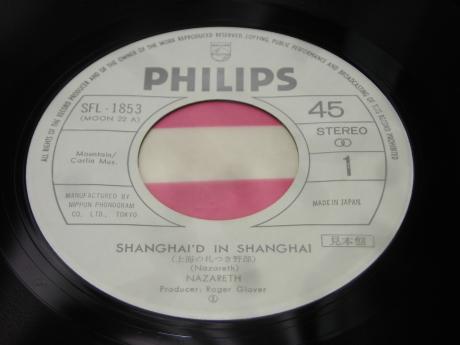 ALL RIGHTS OF THE RECORD PRODUCER AND OF THE OWNER OF THE WORK REPRODUCED RESERVED. COPYING, PUBLIC PERFORMANCE AND BROADCASTING OF THIS RECORD PROHIBITED
PHILIPS
PHILIPS
SFL-1853
(MOON 22 A)
45
STEREO
1
Mountain/
Carlin Mus.
MANUFACTURED BY
NIPPON PHONOGRAM
CO. LTD., TOKYO
MADE IN JAPAN
SHANGHAI'D IN SHANGHAI
見本盤
(上海の札つき野郎)
(Nazareth)
NAZARETH
Producer: Roger Glover